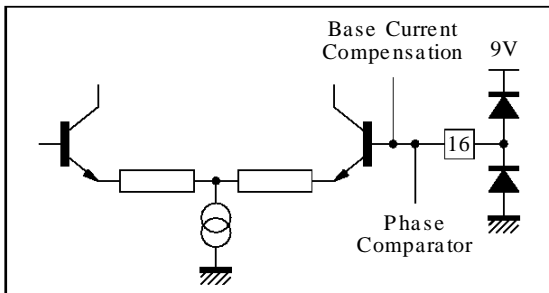 Base Current
Compensation
9V
16
Phase
Comparator